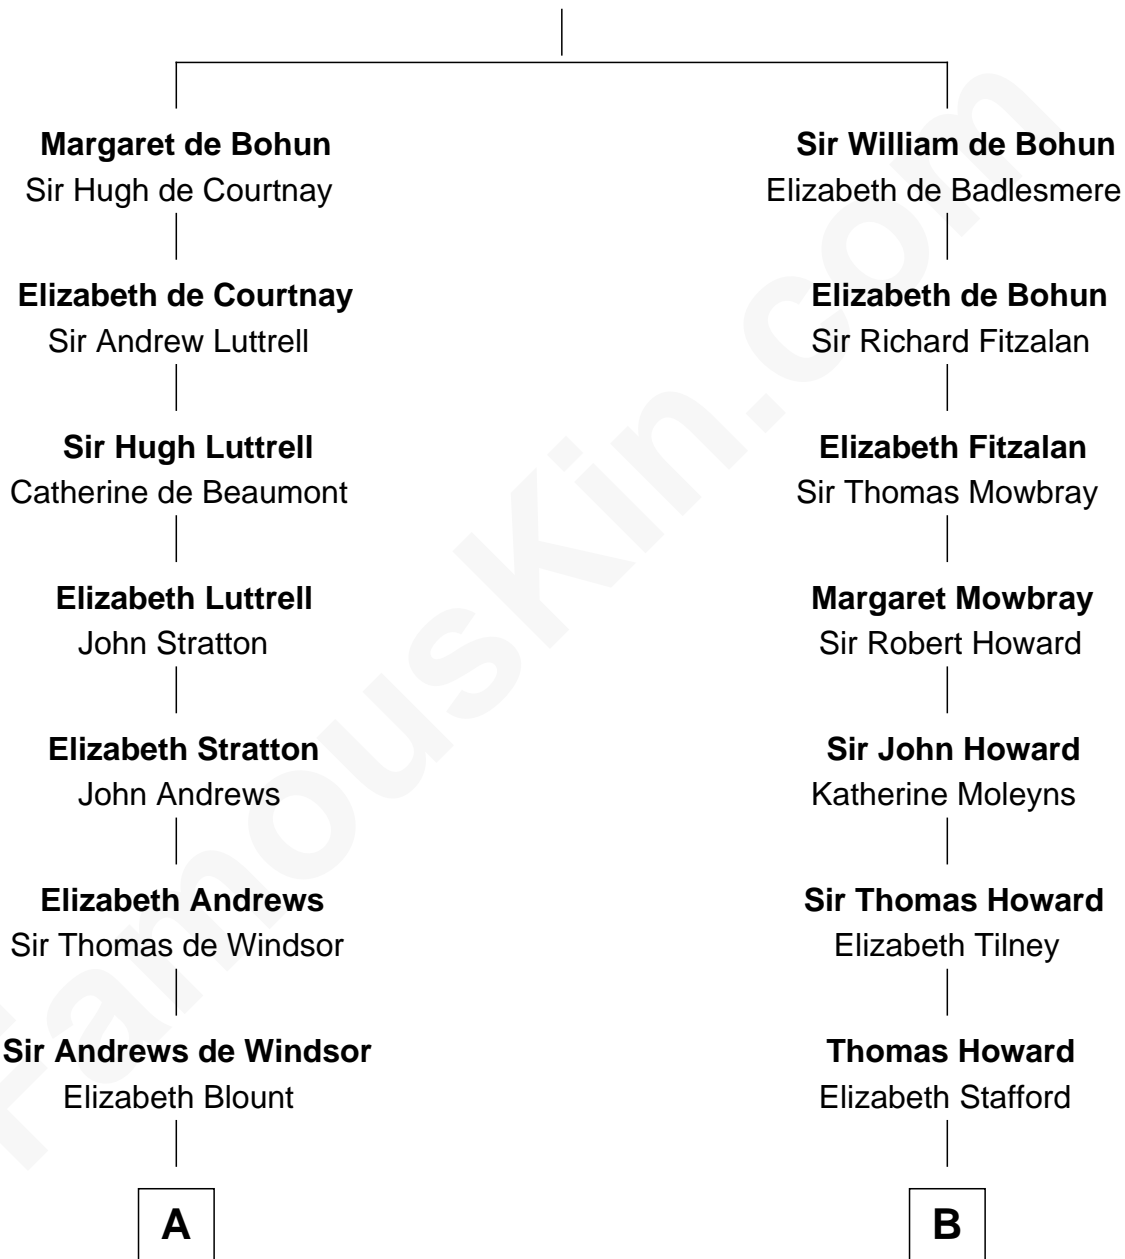 Margaret de Bohun
Sir Hugh de Courtnay
Elizabeth de Courtnay
Sir Andrew Luttrell
Sir Hugh Luttrell
Catherine de Beaumont
Elizabeth Luttrell
John Stratton
Elizabeth Stratton
John Andrews
Elizabeth Andrews
Sir Thomas de Windsor
Sir Andrews de Windsor
Elizabeth Blount
A
Sir William de Bohun
Elizabeth de Badlesmere
Elizabeth de Bohun
Sir Richard Fitzalan
Elizabeth Fitzalan
Sir Thomas Mowbray
Margaret Mowbray
Sir Robert Howard
Sir John Howard
Katherine Moleyns
Sir Thomas Howard
Elizabeth Tilney
Thomas Howard
Elizabeth Stafford
B
FamousKin.com